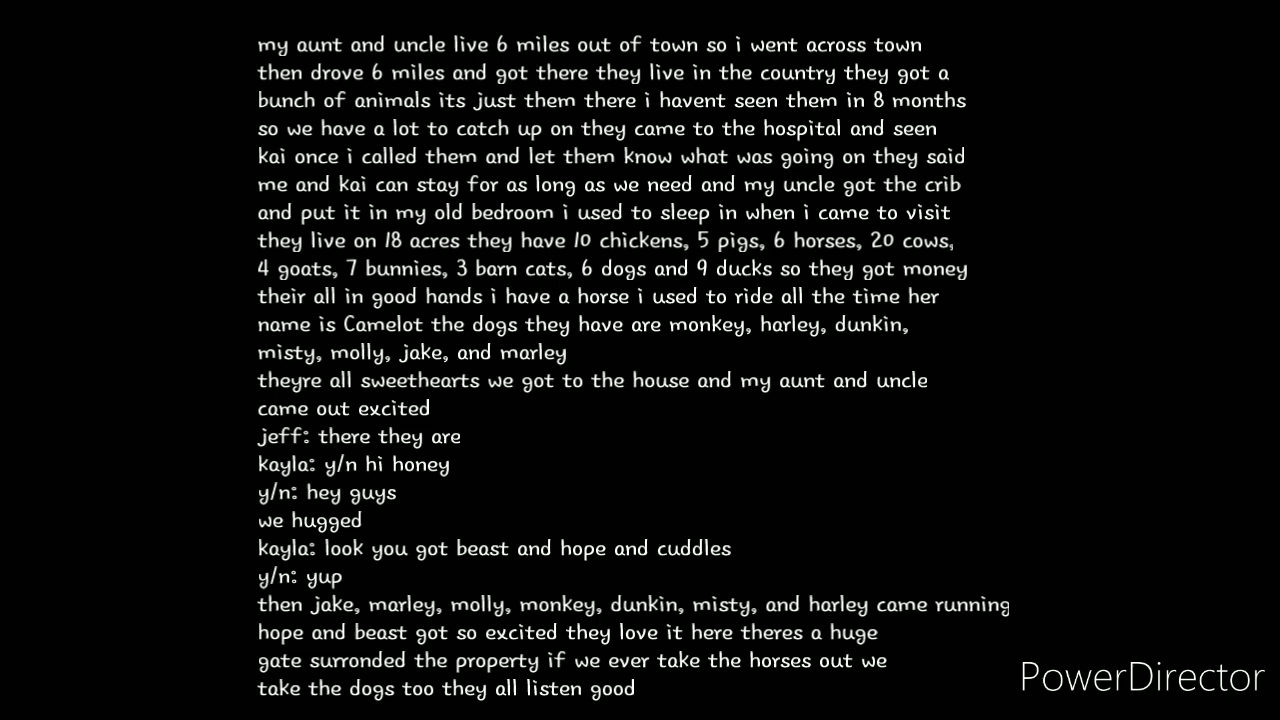 my aunt and uncle live 6 miles out of town so i went across town
then drove 6 miles and got there they live in the country they got a
bunch of animals its just them there i havent seen them in 8 months
so we have a lot to catch up on they came to the hospital and seen
kai once i called them and let them know what was going on they said
me and kai can stay for as long as we need and my uncle got the crib
and put it in my old bedroom i used to sleep in when i came to visit
they live on 18 acres they have 10 chickens, 5 pigs, 6 horses, 20 cows,
4 goats, 7 bunnies, 3 barn cats, 6 dogs and 9 ducks so they got money
their all in good hands i have a horse i used to ride all the time her
name is Camelot the dogs they have are monkey, harley, dunkin,
misty, molly, jake, and marley
theyre all sweethearts we got to the house and my aunt and uncle
came out excited
jeff: there they are
kayla: y/n hi honey
y/n: hey guys
we hugged
kayla: look you got beast and hope and cuddles
y/n: yup
then jake, marley, molly, monkey, dunkin, misty, and harley came running
hope and beast got so excited they love it here theres a huge
gate surronded the property if we ever take the horses out we
take the dogs too they all listen good
PowerDirector